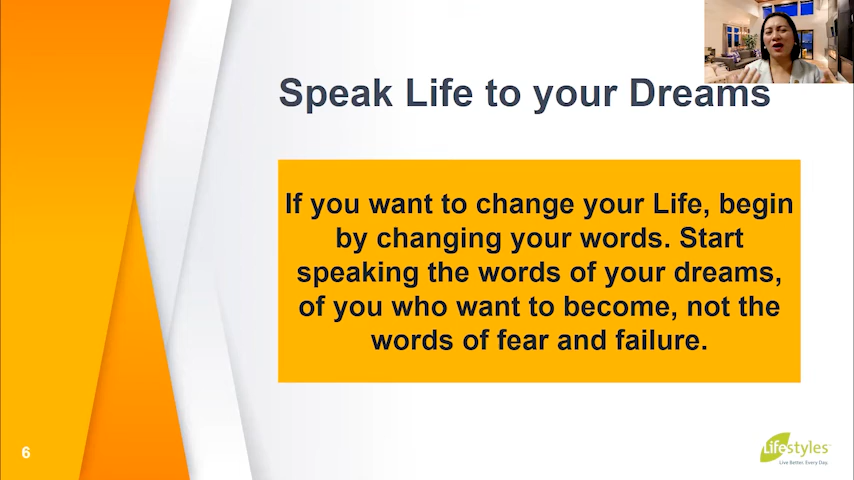 Speak Life to your Dreams
If you want to change your Life, begin
by changing your words. Start
speaking the words of your dreams,
of you who want to become, not the
words of fear and failure.
6
Lifestyles
Live Better. Every Day.